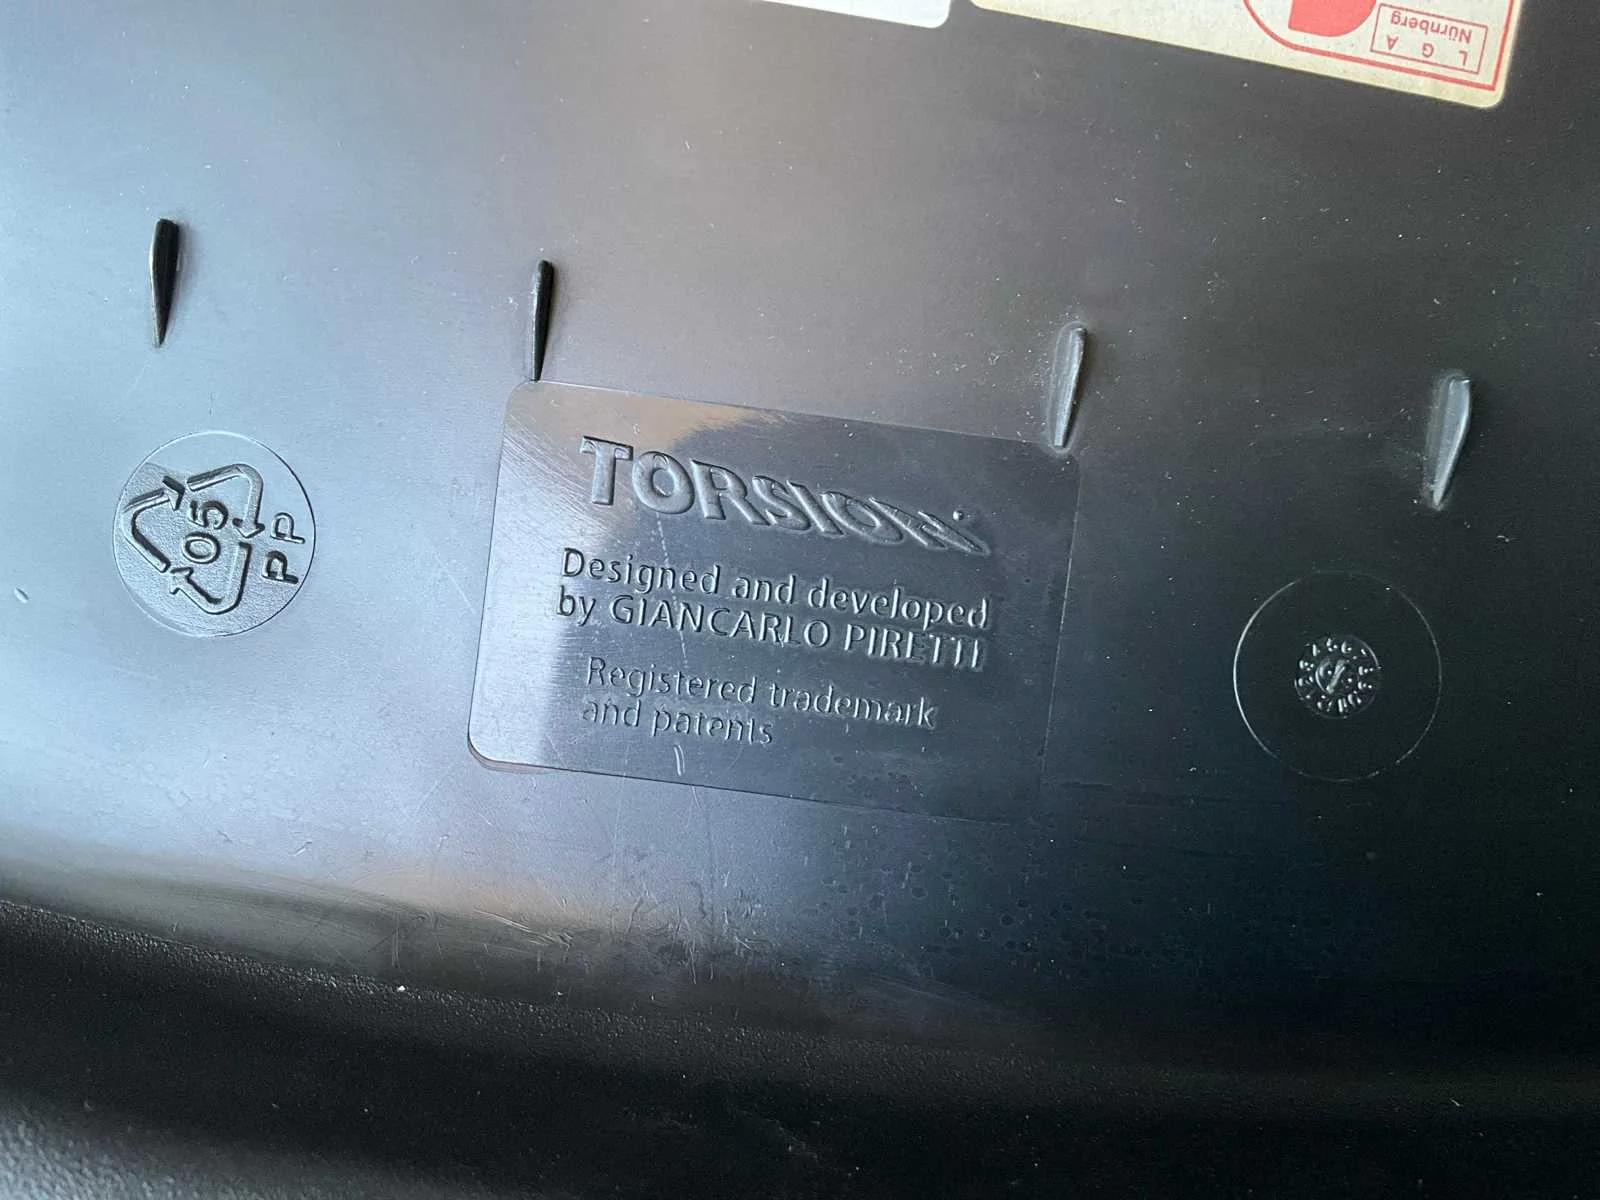 L G A
Nürnberg
TORSION
Designed and developed
by GIANCARLO PIRETTI
Registered trademark
and patents
05
PP